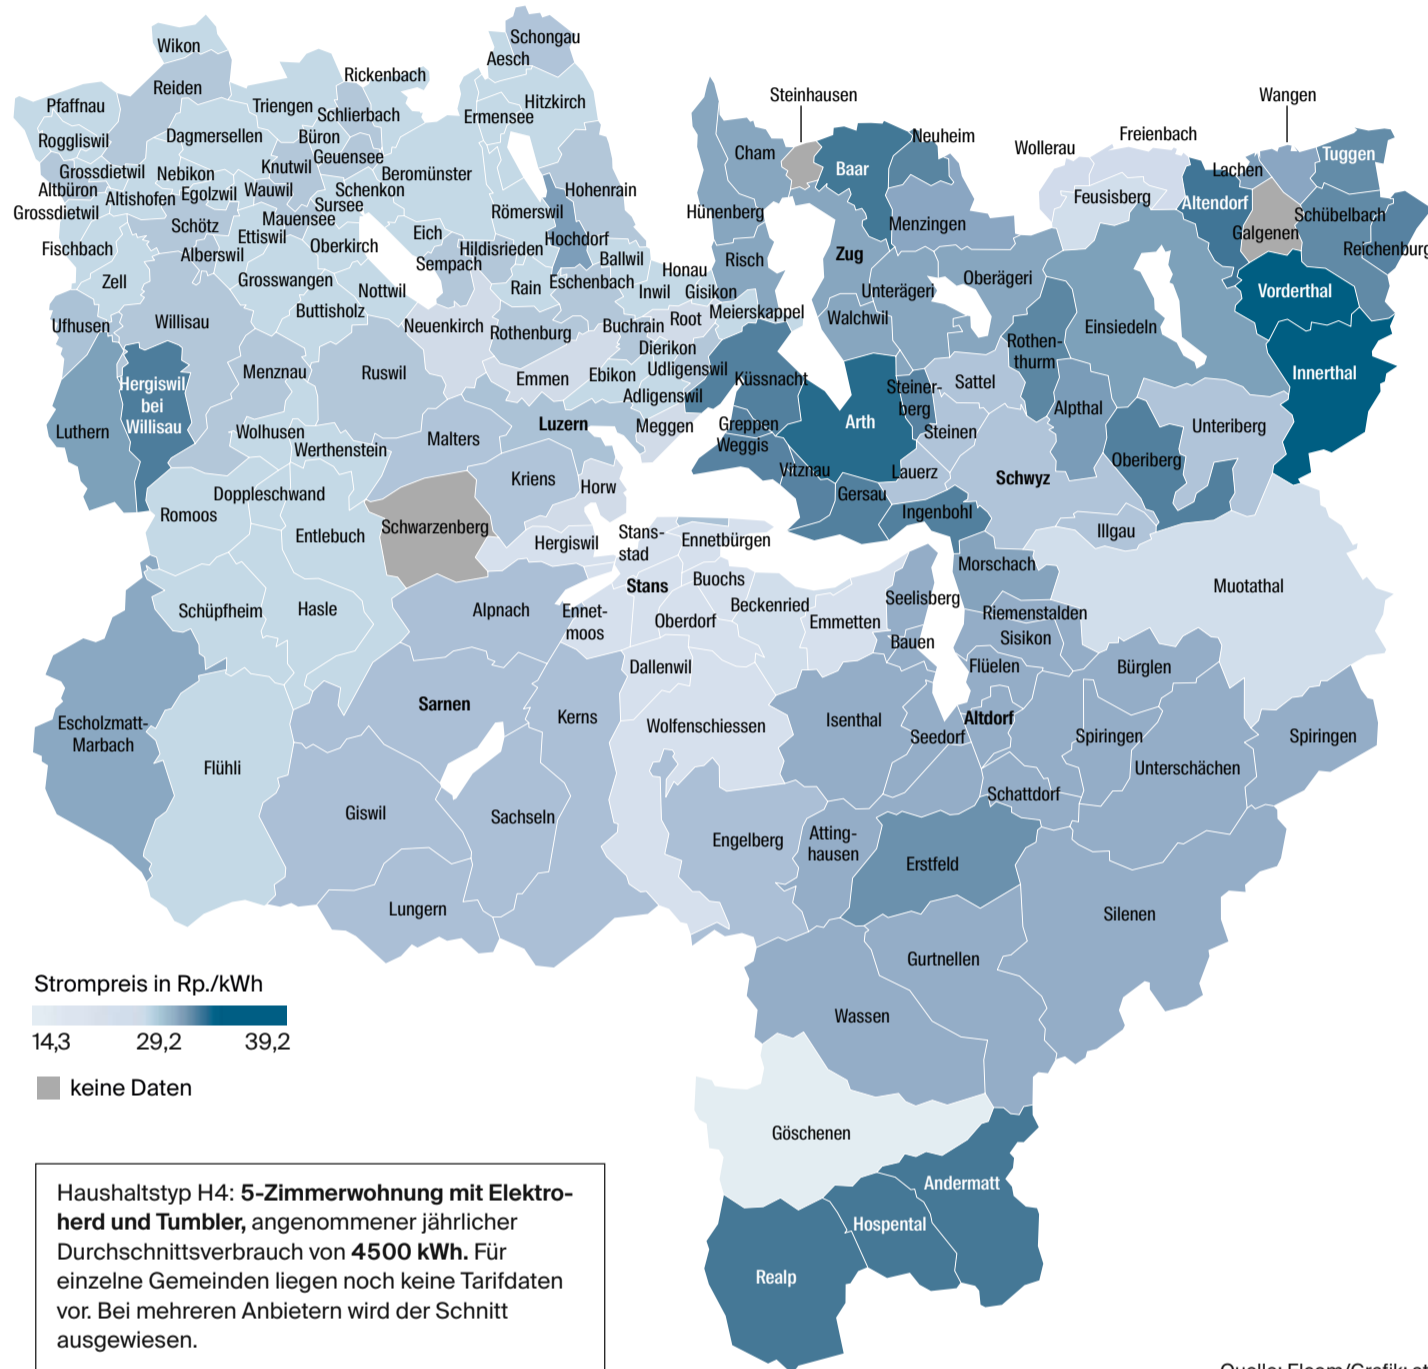 Schongau
Wikon
Aesch
Rickenbach
Reiden
Steinhausen
Wangen
Pfaffnau
Triengen
Hitzkirch
Schlierbach
Ermensee
Freienbach
Roggliswil
Dagmersellen
Büron
Neuheim
Wollerau
Cham
Baar
Tuggen
Geuensee
Knutwil
Lachen
Grossdietwil
Nebikon
Beromünster
Altbüron
Altishofen
Egolzwil
Wauwil
Schenkon
Hohenrain
Feusisberg
Altendorf
Grossdietwil
Sursee
Römerswil
Hünenberg
Schübelbach
Schötz
Mauensee
Menzingen
Galgenen
Ettiswil
Eich
Hochdorf
Fischbach
Oberkirch
Hildisrieden
Reichenburg
Alberswil
Sempach
Ballwil
Risch
Zug
Zell
Grosswangen
Honau
Oberägeri
Nottwil
Rain
Eschenbach
Inwil
Gisikon
Unterägeri
Vorderthal
Buttisholz
Meierskappel
Ufhusen
Willisau
Neuenkirch
Rothenburg
Buchrain
Root
Walchwil
Einsiedeln
Dierikon
Rothen-
thurm
Menznau
Ruswil
Udligenswil
Innerthal
Hergiswil
bei
Willisau
Emmen
Ebikon
Küssnacht
Steiner-
berg
Sattel
Adligenswil
Alpthal
Luthern
Wolhusen
Malters
Luzern
Meggen
Greppen
Arth
Steinen
Unteriberg
Werthenstein
Weggis
Oberiberg
Kriens
Vitznau
Lauerz
Schwyz
Doppleschwand
Horw
Gersau
Romoos
Ingenbohl
Schwarzenberg
Entlebuch
Hergiswil
Stans-
stad
Ennetbürgen
Illgau
Morschach
Stans
Buochs
Muotathal
Schüpfheim
Hasle
Alpnach
Ennet-
moos
Beckenried
Seelisberg
Oberdorf
Emmetten
Riemenstalden
Sisikon
Bauen
Dallenwil
Flüelen
Bürglen
Sarnen
Kerns
Escholzmatt-
Marbach
Wolfenschiessen
Isenthal
Altdorf
Seedorf
Spiringen
Spiringen
Flühli
Unterschächen
Schattdorf
Giswil
Sachseln
Engelberg
Atting-
hausen
Erstfeld
Lungern
Silenen
Gurtnellen
Strompreis in Rp./kWh
14,3 29,2 39,2
Wassen
keine Daten
Göschenen
Andermatt
Hospental
Realp
Haushaltstyp H4: 5-Zimmerwohnung mit Elektro-
herd und Tumbler, angenommener jährlicher
Durchschnittsverbrauch von 4500 kWh. Für
einzelne Gemeinden liegen noch keine Tarifdaten
vor. Bei mehreren Anbietern wird der Schnitt
ausgewiesen.